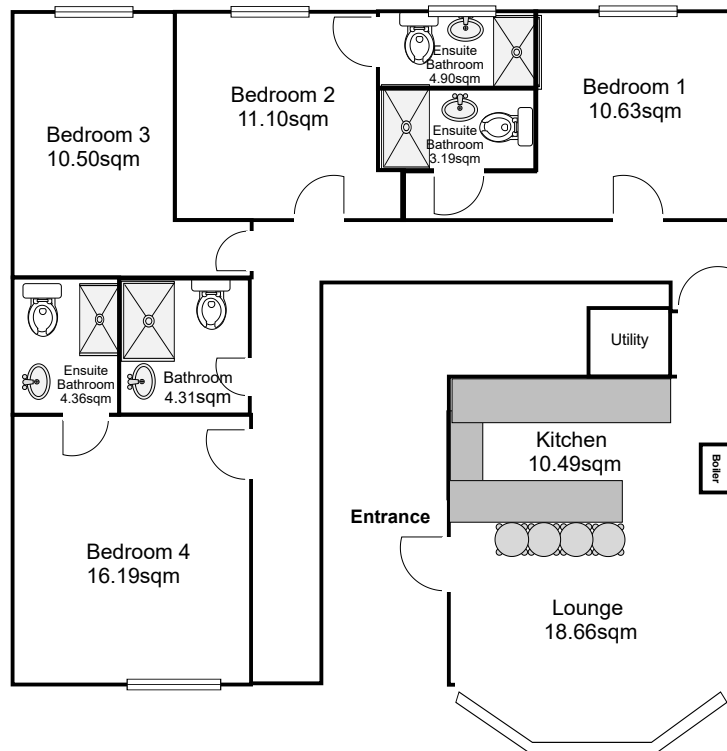 Bedroom 3
10.50sqm
Bedroom 2
11.10sqm
Ensuite
Bathroom
4.90sqm
Bedroom 1
10.63sqm
Ensuite
Bathroom
3.19sqm
Ensuite
Bathroom
4.36sqm
Bathroom
4.31sqm
Utility
Kitchen
10.49sqm
Boiler
Entrance
Bedroom 4
16.19sqm
Lounge
18.66sqm